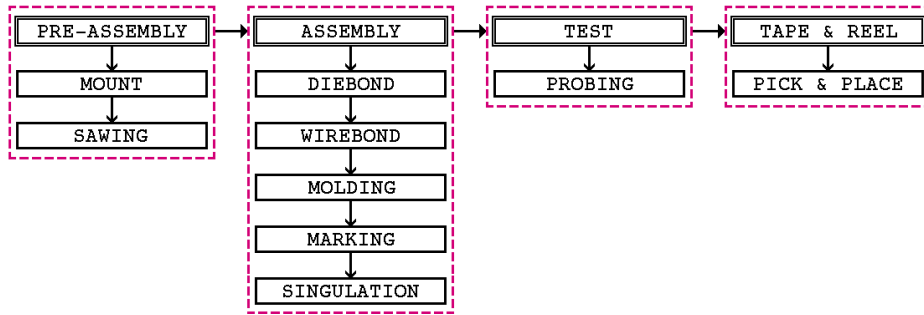 PRE-ASSEMBLY
MOUNT
SAWING
ASSEMBLY
DIEBOND
WIREBOND
MOLDING
MARKING
SINGULATION
TEST
PROBING
TAPE & REEL
PICK & PLACE